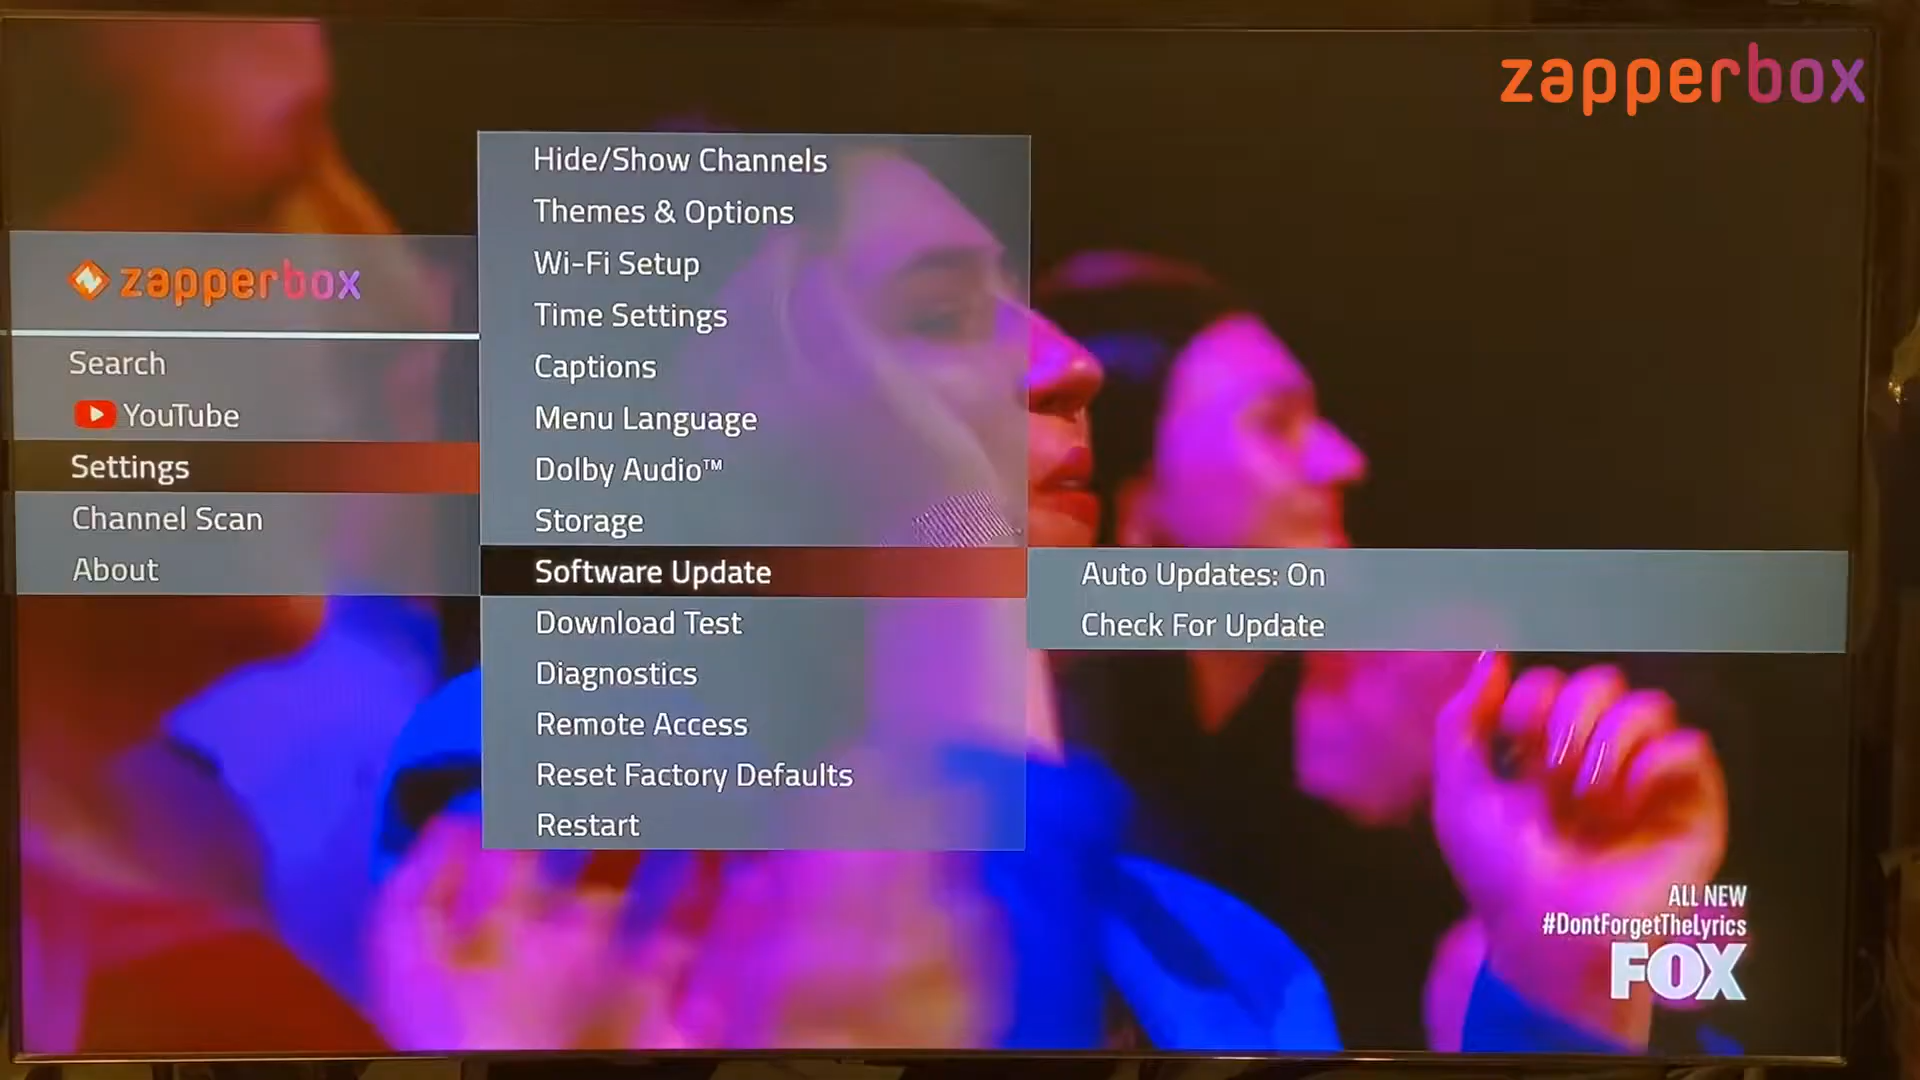 zapperbox
zapperbox
Search
YouTube
Settings
Channel Scan
About
Hide/Show Channels
Themes & Options
Wi-Fi Setup
Time Settings
Captions
Menu Language
Dolby Audio™
Storage
Software Update
Download Test
Diagnostics
Remote Access
Reset Factory Defaults
Restart
Auto Updates: On
Check For Update
ALL NEW
#DontForgetTheLyrics
FOX